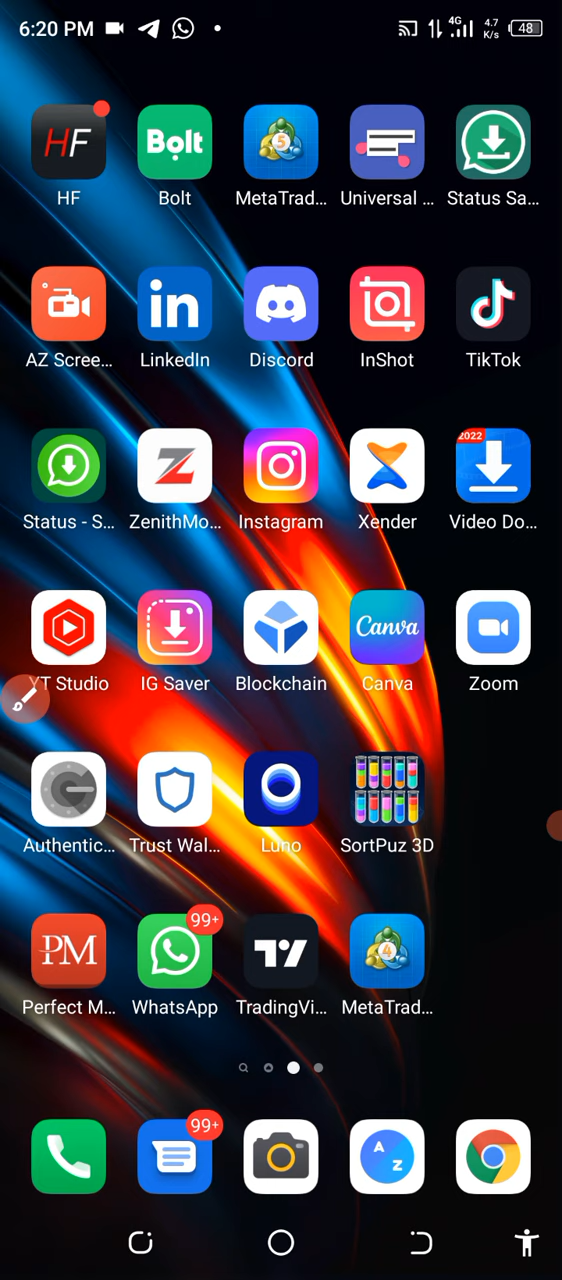 6:20 PM
4G
4.7
K/s
48
HF
Bolt
5
HF
Bolt
MetaTrad...
Universal ...
Status Sa...
in
AZ Scree...
LinkedIn
Discord
InShot
TikTok
2022
Z
Status - S...
ZenithMo...
Instagram
Xender
Video Do...
Canva
YT Studio
IG Saver
Blockchain
Canva
Zoom
Authentic...
Trust Wal...
Luno
SortPuz 3D
PM
99+
4
Perfect M...
WhatsApp
TradingVi...
MetaTrad...
99+
A
Z